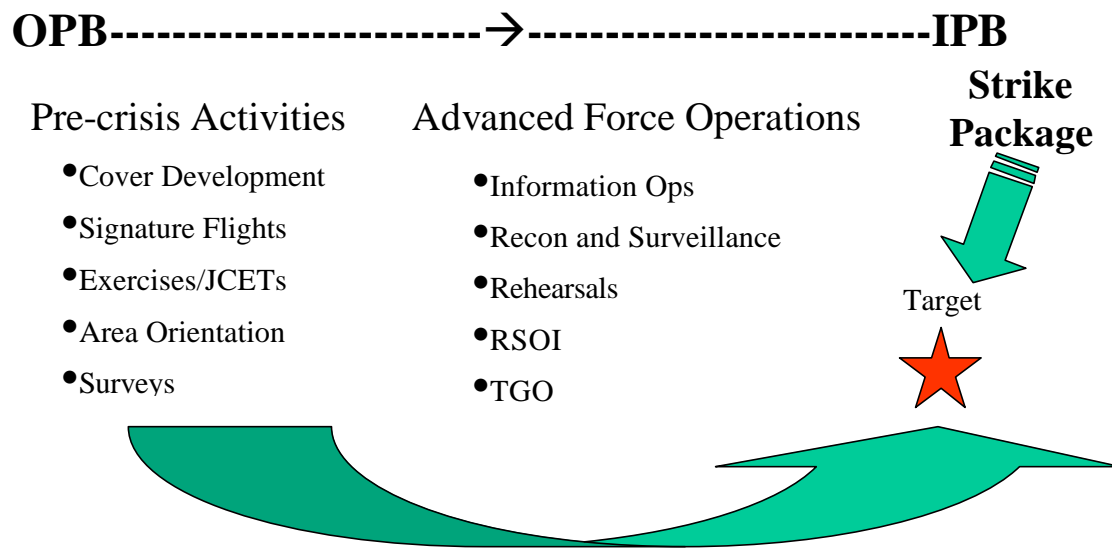 OPB------------------------→--------------------------IPB
Pre-crisis Activities
●Cover Development
●Signature Flights
●Exercises/JCETs
●Area Orientation
●Surveys
Advanced Force Operations
●Information Ops
●Recon and Surveillance
●Rehearsals
●RSOI
●TGO
Strike
Package
Target